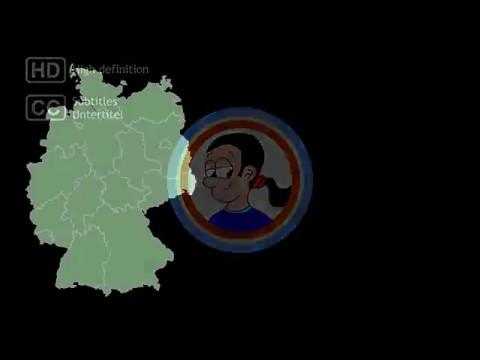 HD High definition
CC Subtitles
Untertitel